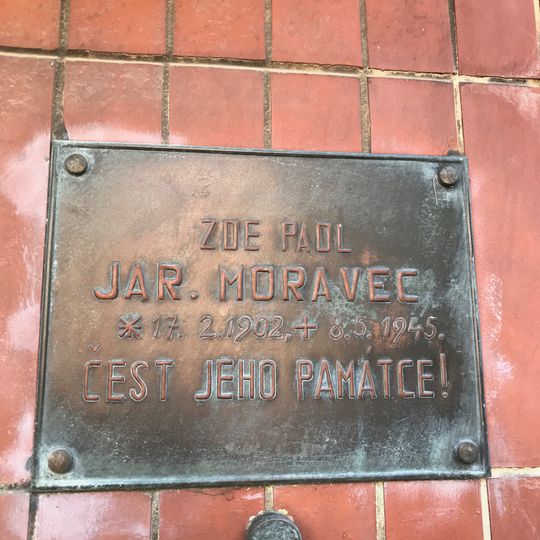 ZDE PADL
JAR. MORAVEC
* 17. 2.1902, + 8.5.1945.
ČEST JEHO PAMÁTCE!